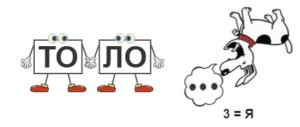 ТО ЛО
3 = Я